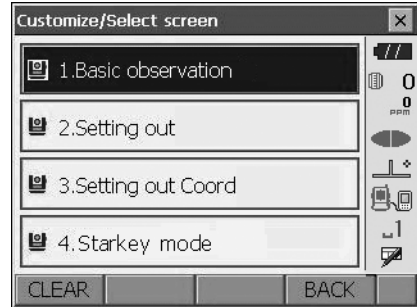 Customize/Select screen
1.Basic observation
0
0
ppm
2.Setting out
3.Setting out Coord
4.Starkey mode
1
CLEAR
BACK